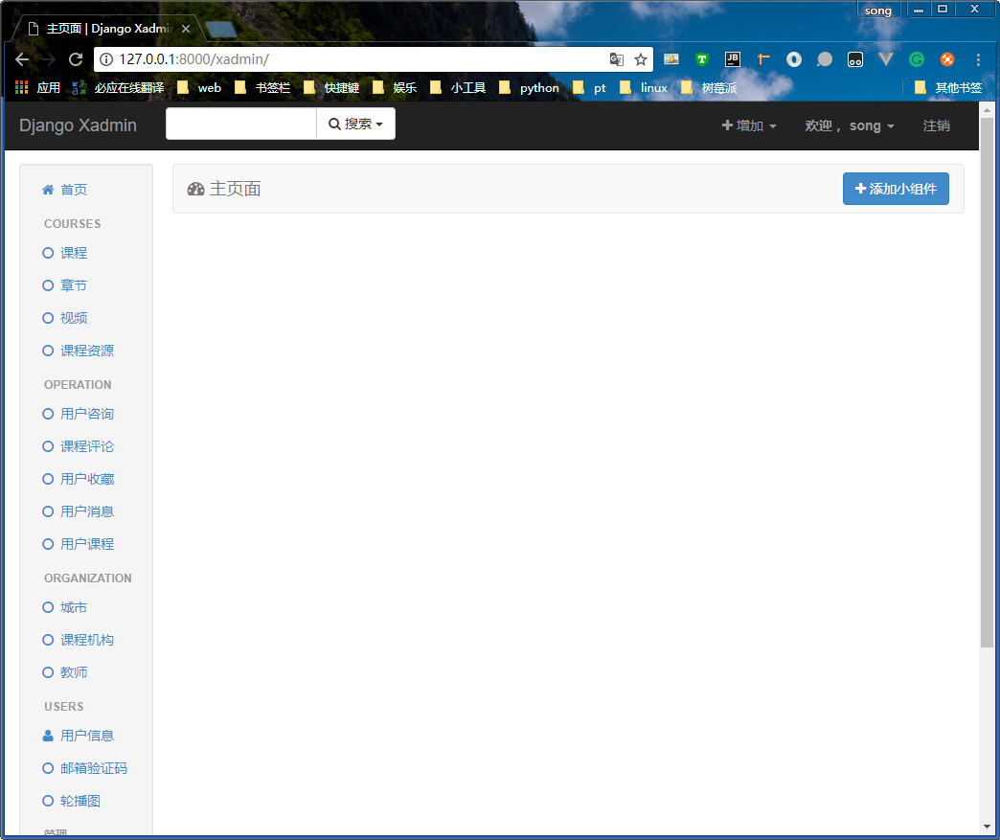 song
主页面 | Django Xadmin
127.0.0.1:8000/xadmin/
应用 必应在线翻译 web 书签栏 快捷键 娱乐 小工具 python pt linux 树莓派 其他书签
Django Xadmin 搜索 增加 欢迎， song 注销
主页面 添加小组件
首页
COURSES
课程
章节
视频
课程资源
OPERATION
用户咨询
课程评论
用户收藏
用户消息
用户课程
ORGANIZATION
城市
课程机构
教师
USERS
用户信息
邮箱验证码
轮播图
管理